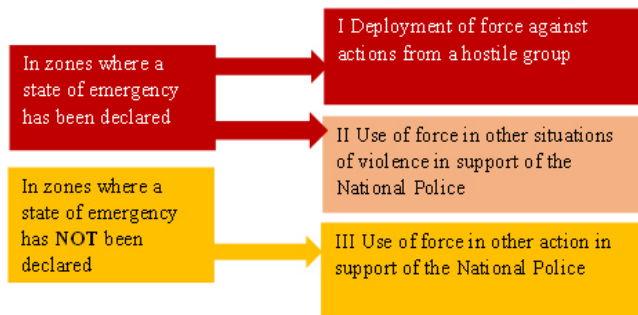 In zones where a
state of emergency
has been declared
I Deployment of force against
actions from a hostile group
II Use of force in other situations
of violence in support of the
National Police
In zones where a
state of emergency
has NOT been
declared
III Use of force in other action in
support of the National Police